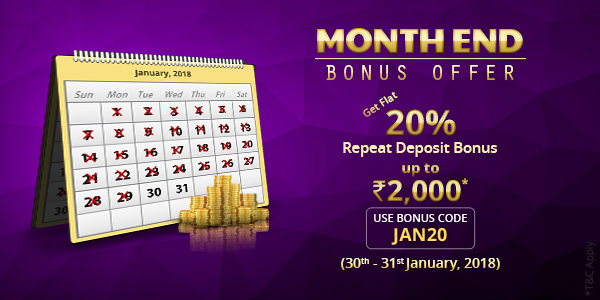 January, 2018
Sun Mon Tue Wed Thu Fri Sat
1 2 3 4 5 6
7 8 9 10 11 12 13
14 15 16 17 18 19 20
21 22 23 24 25 26 27
28 29 30 31
MONTH END
BONUS OFFER
Get Flat
20%
Repeat Deposit Bonus
up to
₹2,000*
USE BONUS CODE
JAN20
(30th - 31st January, 2018)
*T&C Apply